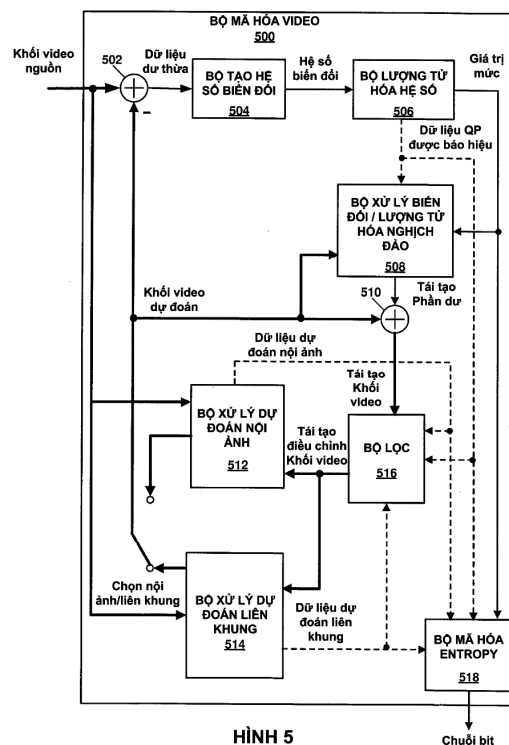 BỘ MÃ HÓA VIDEO
500
Khối video
nguồn
502
Dữ liệu
dư thừa
BỘ TẠO HỆ
SỐ BIẾN ĐỔI
504
Hệ số
biến đổi
BỘ LƯỢNG TỬ
HÓA HỆ SỐ
506
Giá trị
mức
Dữ liệu QP
được báo hiệu
BỘ XỬ LÝ BIẾN
ĐỔI / LƯỢNG TỬ
HÓA NGHỊCH
ĐẢO
508
Khối video
dự đoán
510
Tái tạo
Phần dư
Dữ liệu dự
đoán nội ảnh
Tái tạo
Khối
video
BỘ XỬ LÝ DỰ
ĐOÁN NỘI
ẢNH
512
Tái tạo
điều chỉnh
Khối video
BỘ LỌC
516
Chọn nội
ảnh/liên khung
BỘ XỬ LÝ DỰ
ĐOÁN LIÊN
KHUNG
514
Dữ liệu dự
đoán liên
khung
BỘ MÃ HÓA
ENTROPY
518
HÌNH 5
Chuỗi bit